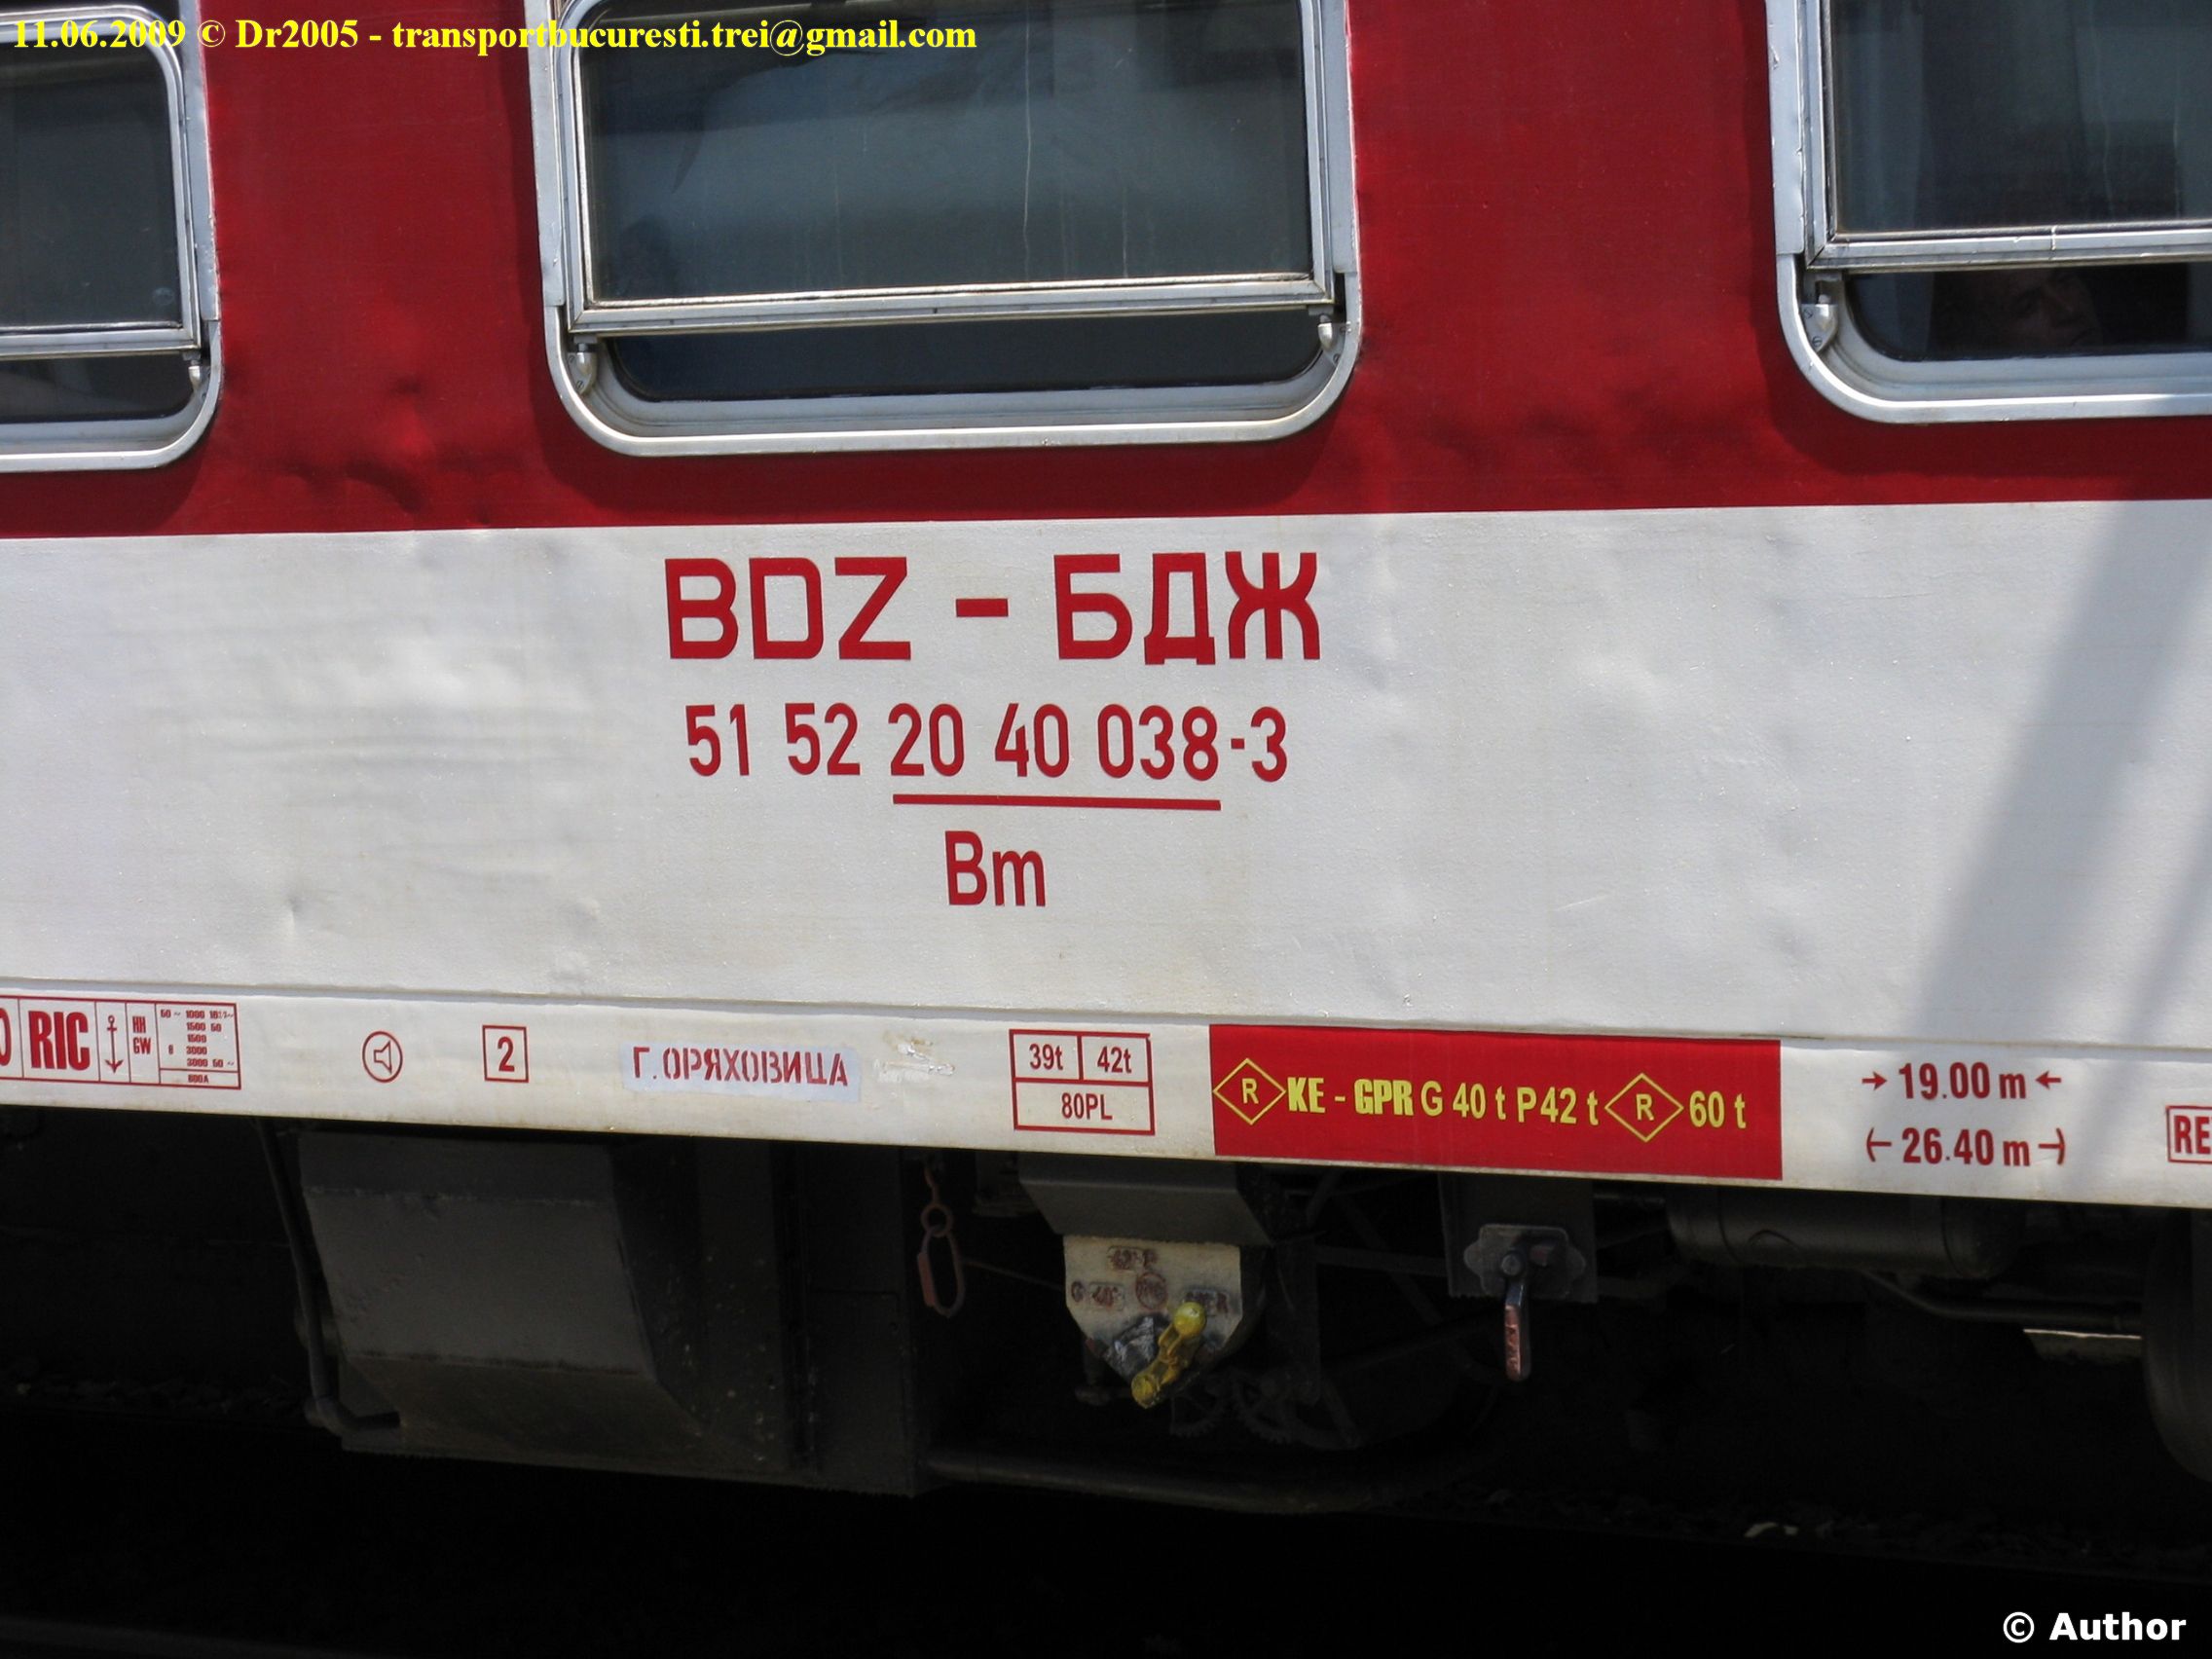 11.06.2009 © Dr2005 - transportbucuresti.trei@gmail.com
BDZ - БДЖ
51 52 20 40 038-3
Bm
RIC
2
Г.ОРЯХОВИЦА
39t 42t
80PL
R KE - GPR G 40 t P 42 t R 60 t
19.00 m
26.40 m
RE
© Author